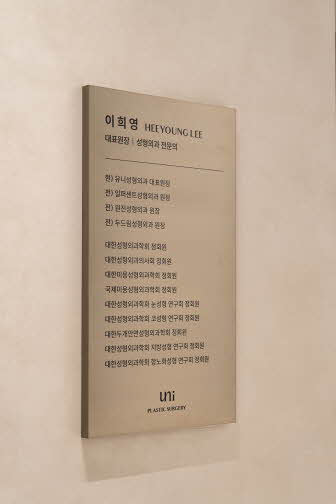 이희영 HEEYOUNG LEE
대표원장 | 성형외과 전문의
현) 유니성형외과 대표원장
전) 일퍼센트성형외과 원장
전) 원진성형외과 원장
전) 두드림성형외과 원장
대한성형외과학회 정회원
대한성형외과의사회 정회원
대한미용성형외과학회 정회원
국제미용성형외과학회 정회원
대한성형외과학회 눈성형 연구회 정회원
대한성형외과학회 코성형 연구회 정회원
대한두개안면성형외과학회 정회원
대한성형외과학회 지방성형 연구회 정회원
대한성형외과학회 항노화성형 연구회 정회원
uni
PLASTIC SURGERY